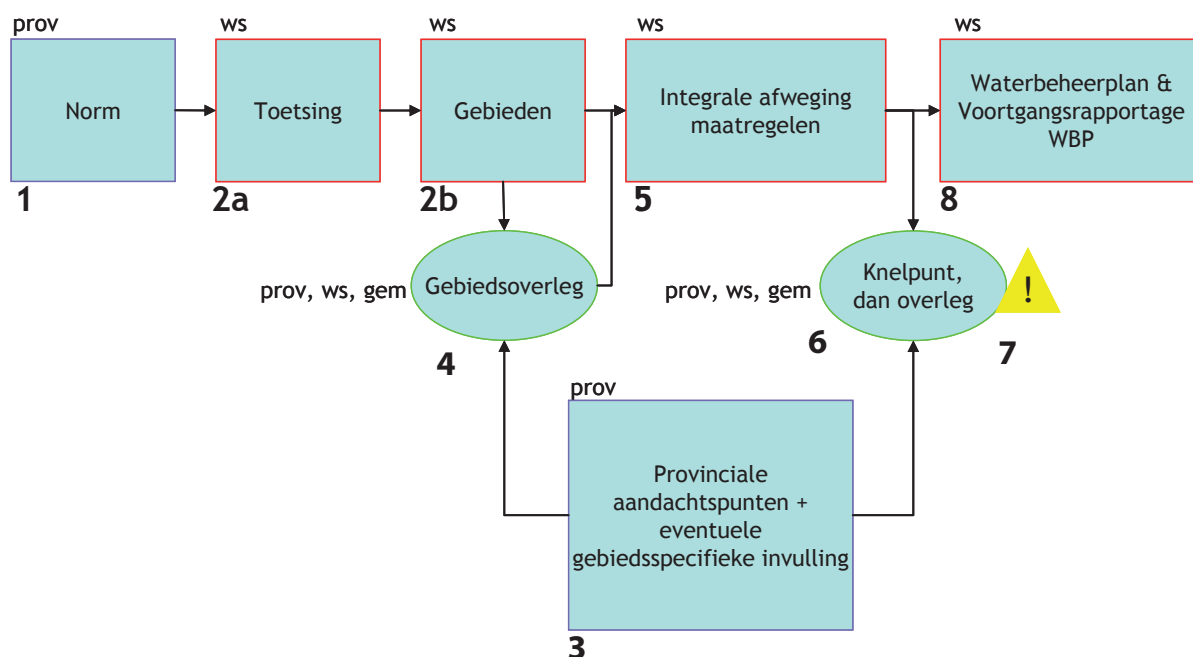 prov
Norm
1
ws
Toetsing
2a
ws
Gebieden
2b
ws
Integrale afweging
maatregelen
5
ws
Waterbeheerplan &
Voortgangsrapportage
WBP
8
prov, ws, gem
Gebiedsoverleg
4
prov, ws, gem
Knelpunt,
dan overleg
6
!
7
prov
Provinciale
aandachtspunten +
eventuele
gebiedsspecifieke invulling
3